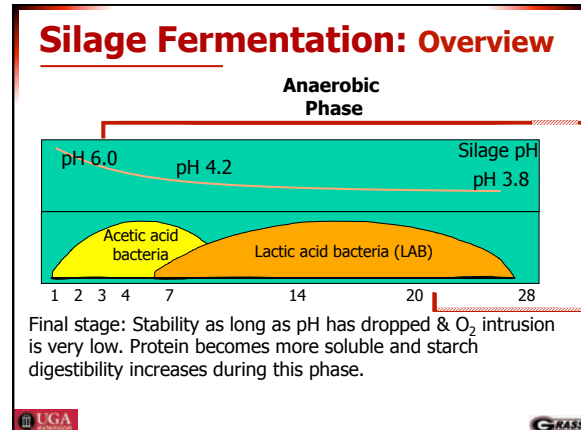 Silage Fermentation: Overview
Anaerobic
Phase
Silage pH
pH 6.0
pH 4.2
pH 3.8
Acetic acid
bacteria
Lactic acid bacteria (LAB)
1 2 3 4 7 14 20 28
Final stage: Stability as long as pH has dropped & O₂ intrusion
is very low. Protein becomes more soluble and starch
digestibility increases during this phase.
UGA
extension
GRASS